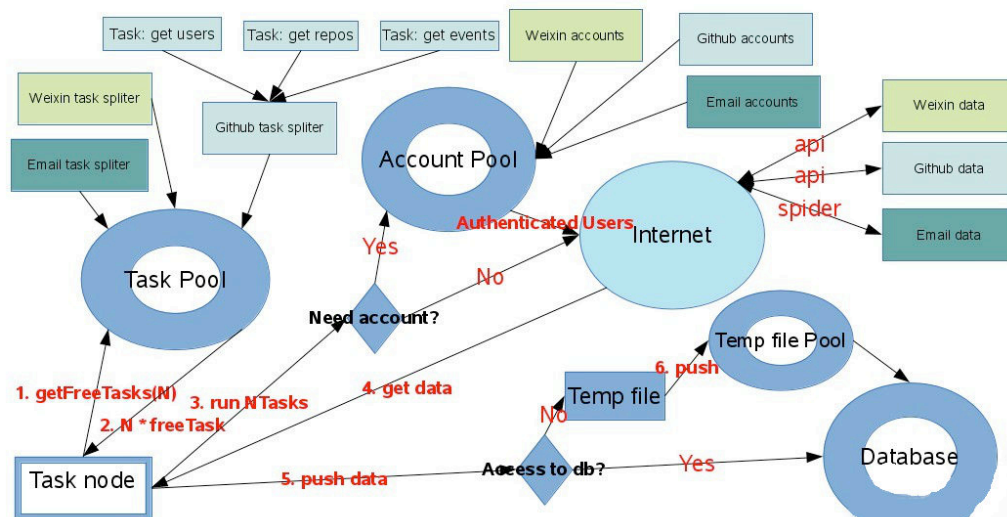 Task: get users
Task: get repos
Task: get events
Weixin accounts
Github accounts
Weixin task spliter
Github task spliter
Email accounts
Weixin data
Email task spliter
Account Pool
api
api
Github data
spider
Authenticated Users
Internet
Email data
Yes
Task Pool
No
Need account?
Temp file Pool
1. getFreeTasks(N)
3. run NTasks
4. get data
6. push
2. N * freeTask
No
Temp file
Task node
5. push data
Access to db?
Yes
Database